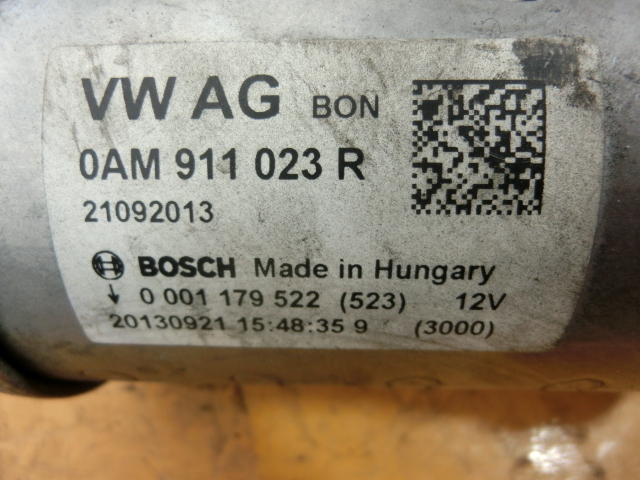 VW AG BON
0AM 911 023 R
21092013
BOSCH Made in Hungary
↓ 0 001 179 522 (523) 12V
20130921 15:48:35 9 (3000)